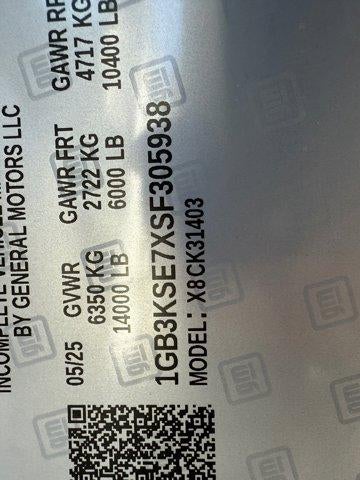 INCOMPLETE VEHICLE
BY GENERAL MOTORS LLC
05/25 GVWR GAWR FRT GAWR RR
6350 KG 2722 KG 4717 KG
14000 LB 6000 LB 10400 LB
1GB3KSE7XSF305938
MODEL: X8CK31403